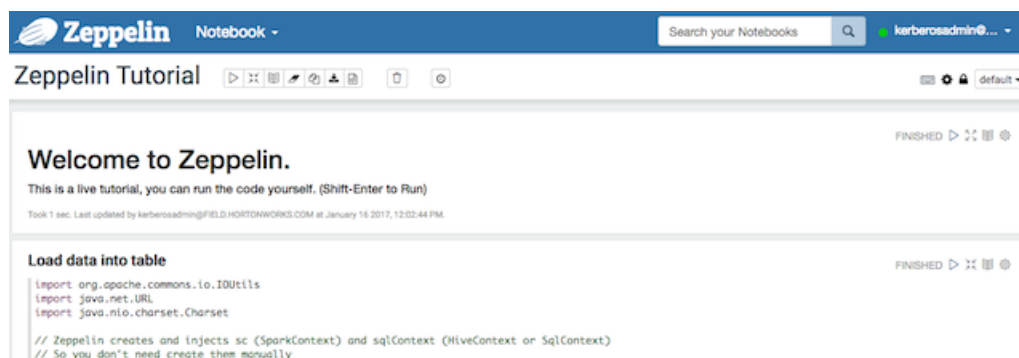 Zeppelin Notebook Search your Notebooks kerberosadmin@...
Zeppelin Tutorial default
FINISHED
Welcome to Zeppelin.
This is a live tutorial, you can run the code yourself. (Shift-Enter to Run)
Took 1 sec. Last updated by kerberosadmin@FIELD.HORTONWORKS.COM at January 16 2017, 12:02:44 PM.
Load data into table
FINISHED
import org.apache.commons.io.IOUtils
import java.net.URL
import java.nio.charset.Charset
// Zeppelin creates and injects sc (SparkContext) and sqlContext (HiveContext or SqlContext)
// So you don't need create them manually